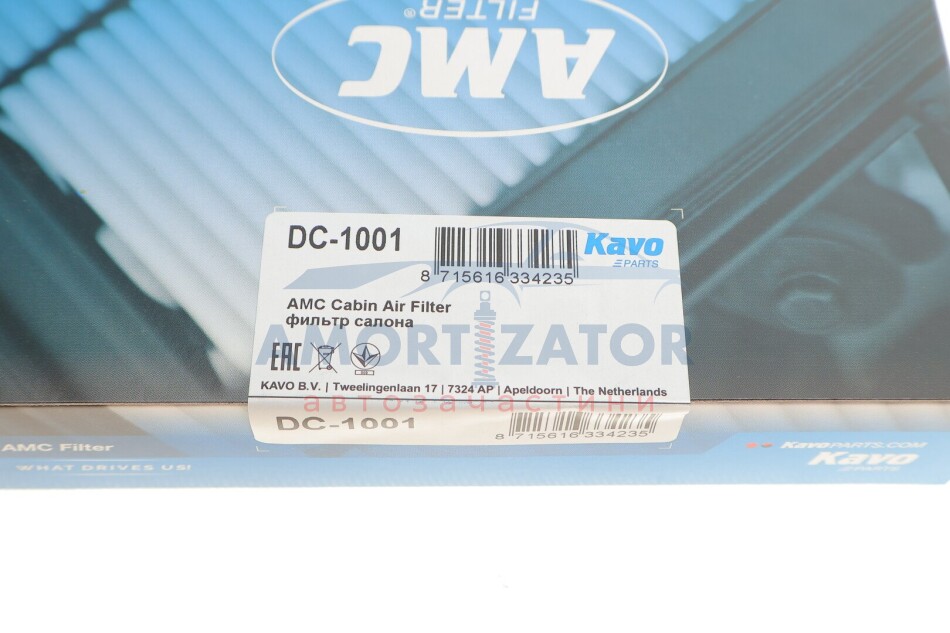 AMC
FILTER®
DC-1001
8 715616 334235
Kavo
PARTS
AMC Cabin Air Filter
фильтр салона
AMORTIZATOR
EAC
KAVO B.V. | Tweelingenlaan 17 | 7324 AP | Apeldoorn | The Netherlands
автозачастини
DC-1001
8 715616 334235
AMC Filter
WHAT DRIVES US!
KavoPARTS.COM
Kavo
PARTS